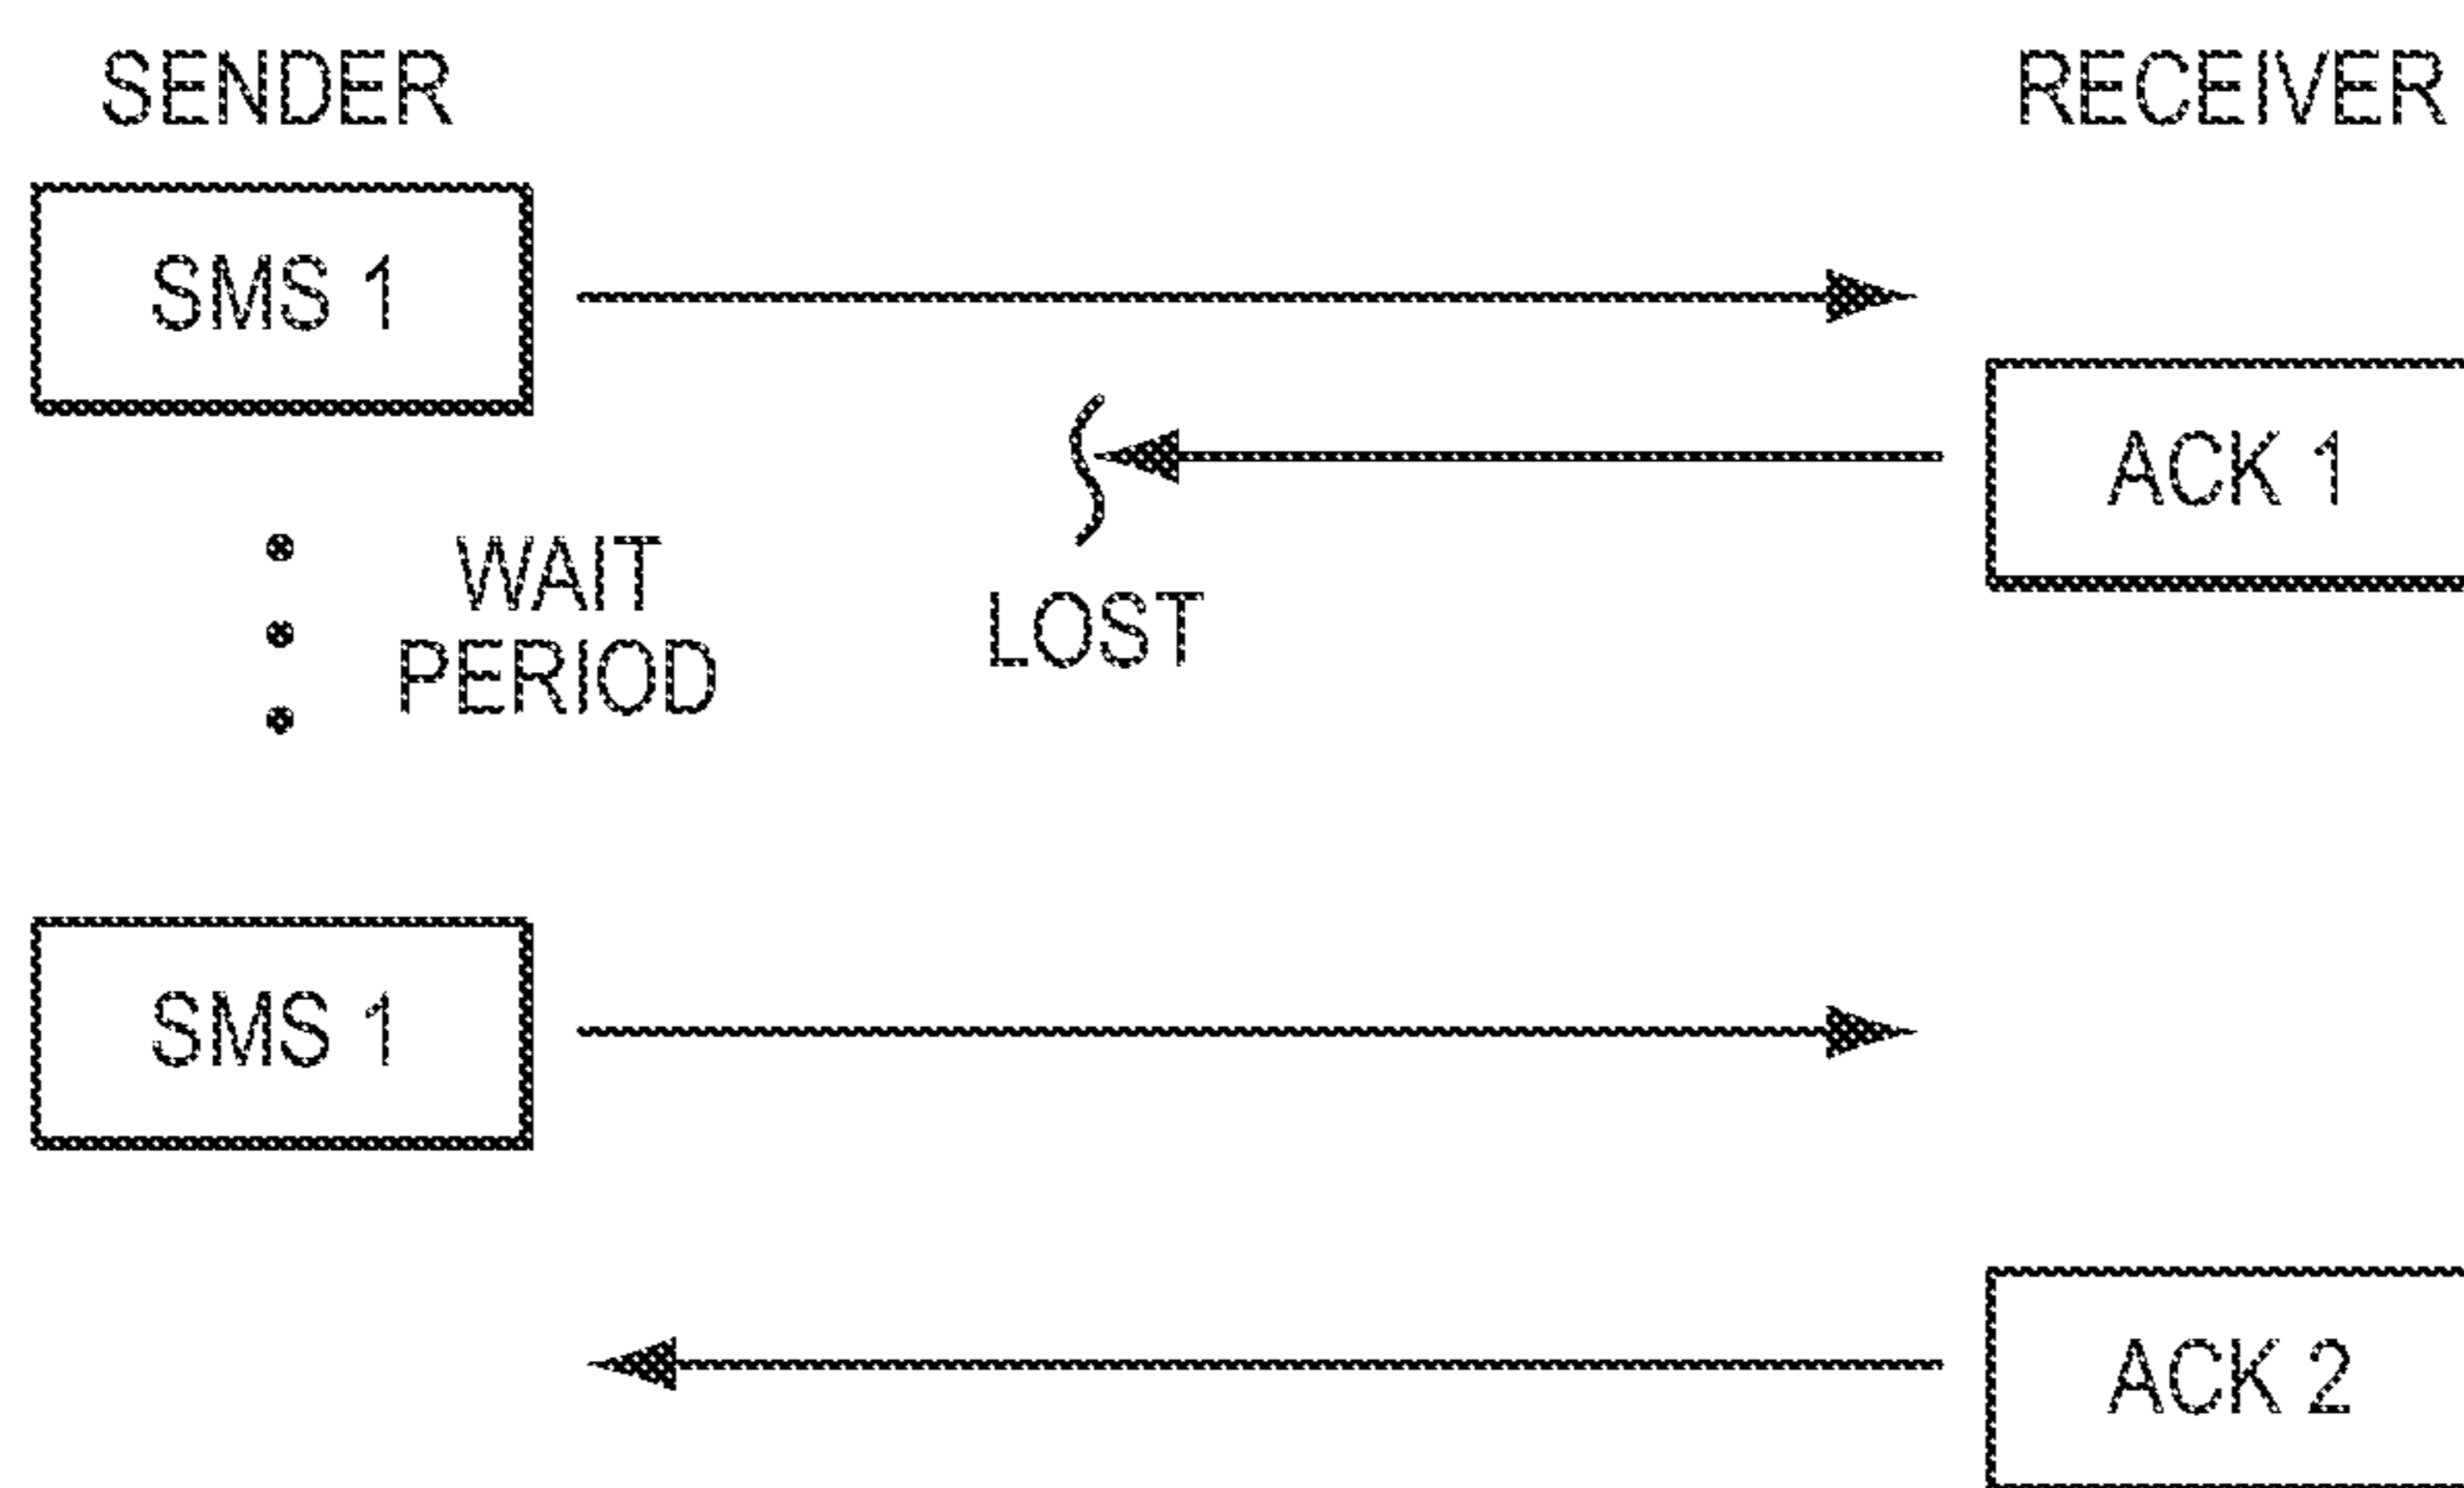 SENDER
RECEIVER
SMS 1
ACK 1
WAIT
PERIOD
LOST
SMS 1
ACK 2